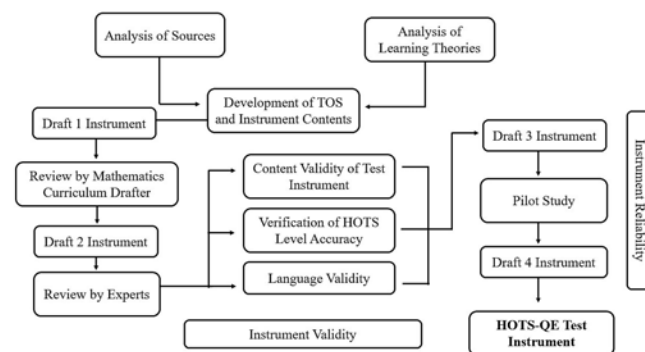 Analysis of Sources
Analysis of
Learning Theories
Development of TOS
and Instrument Contents
Draft 1 Instrument
Review by Mathematics
Curriculum Drafter
Draft 2 Instrument
Review by Experts
Content Validity of Test
Instrument
Verification of HOTS
Level Accuracy
Language Validity
Instrument Validity
Draft 3 Instrument
Pilot Study
Draft 4 Instrument
HOTS-QE Test
Instrument
Instrument Reliability